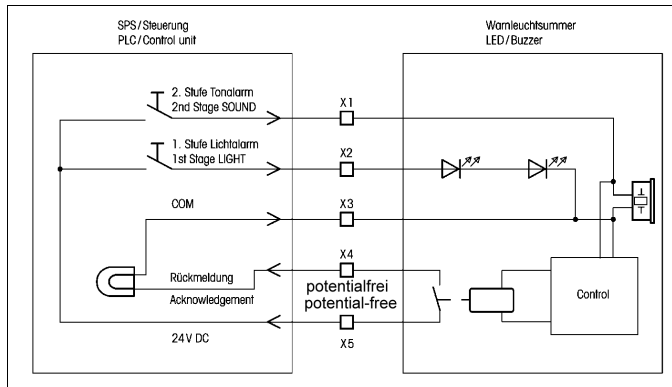 SPS/Steuerung
PLC/Control unit
Warnleuchtsummer
LED/Buzzer
2. Stufe Tonalarm
2nd Stage SOUND
X1
1. Stufe Lichtalarm
1st Stage LIGHT
X2
COM
X3
X4
Rückmeldung
Acknowledgement
potentialfrei
potential-free
Control
24V DC
X5